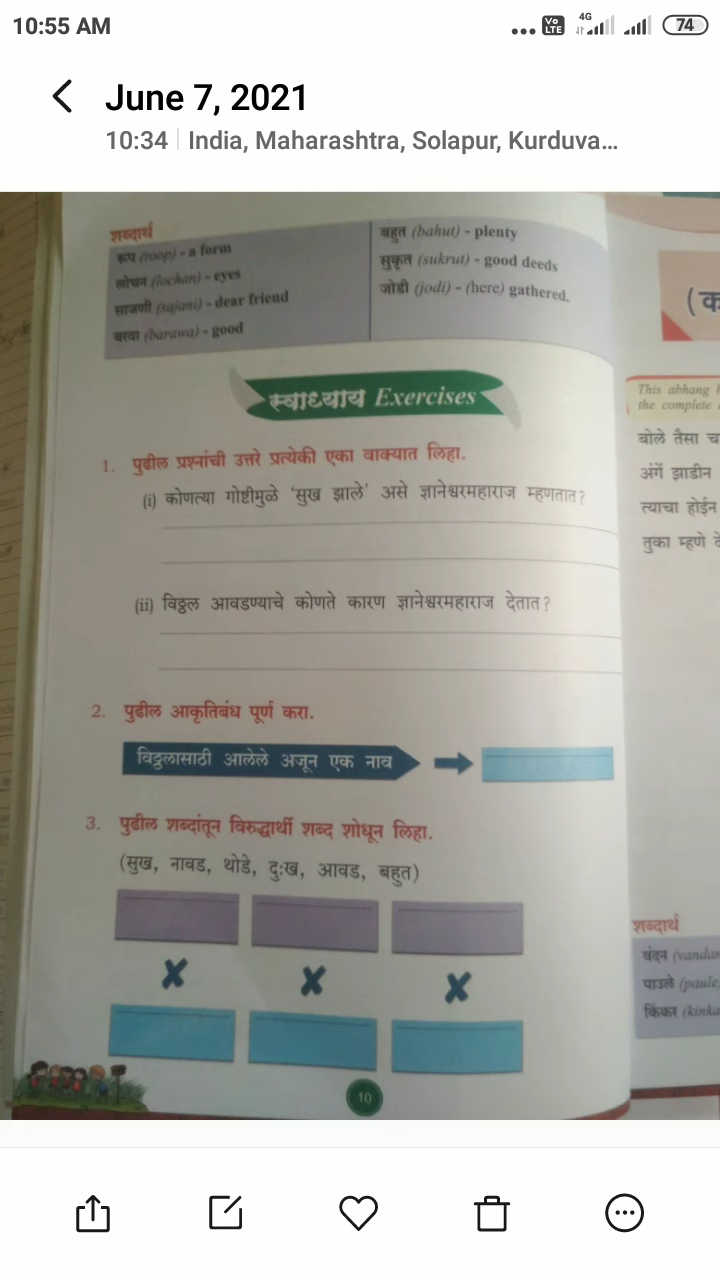 10:55 AM
Vo LTE 4G 74
June 7, 2021
10:34 | India, Maharashtra, Solapur, Kurduva...
शब्दार्थ
रूप (roop) - a form
लोचन (lochan) - eyes
साजणी (sajani) - dear friend
बरवा (barawa) - good
बहुत (bahut) - plenty
सुकृत (sukrut) - good deeds
जोडी (jodi) - (here) gathered.
स्वाध्याय Exercises
1. पुढील प्रश्नांची उत्तरे प्रत्येकी एका वाक्यात लिहा.
(i) कोणत्या गोष्टीमुळे 'सुख झाले' असे ज्ञानेश्वरमहाराज म्हणतात?
(ii) विठ्ठल आवडण्याचे कोणते कारण ज्ञानेश्वरमहाराज देतात?
2. पुढील आकृतिबंध पूर्ण करा.
विठ्ठलासाठी आलेले अजून एक नाव
3. पुढील शब्दांतून विरुद्धार्थी शब्द शोधून लिहा.
(सुख, नावड, थोडे, दुःख, आवड, बहुत)
10
(क
This abhang
the complete
बोले तैसा
अंगें झाडीन
त्याचा होईन
तुका म्हणे
शब्दार्थ
वंदन (vandan
पाउले (paule
किंकर (kinka